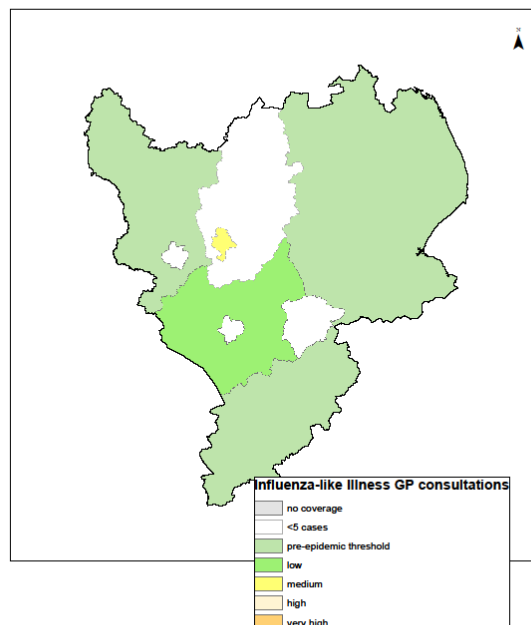 N
Influenza-like Illness GP consultations
no coverage
<5 cases
pre-epidemic threshold
low
medium
high
very high